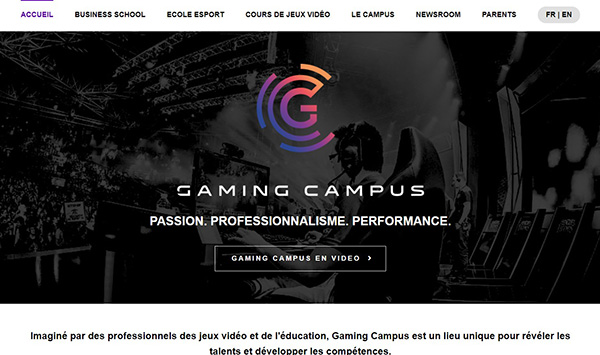 ACCUEIL BUSINESS SCHOOL ECOLE ESPORT COURS DE JEUX VIDÉO LE CAMPUS NEWSROOM PARENTS FR | EN
G
GAMING CAMPUS
PASSION. PROFESSIONNALISME. PERFORMANCE.
GAMING CAMPUS EN VIDEO >
Imaginé par des professionnels des jeux vidéo et de l'éducation, Gaming Campus est un lieu unique pour révéler les
talents et développer les compétences.